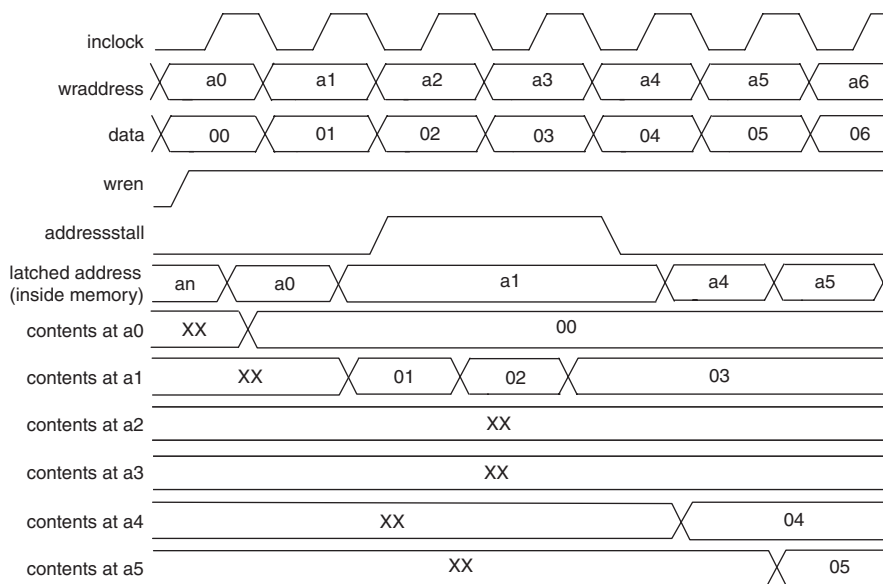 inclock
wraddress a0 a1 a2 a3 a4 a5 a6
data 00 01 02 03 04 05 06
wren
addressstall
latched address
(inside memory) an a0 a1 a4 a5
contents at a0 XX 00
contents at a1 XX 01 02 03
contents at a2 XX
contents at a3 XX
contents at a4 XX 04
contents at a5 XX 05